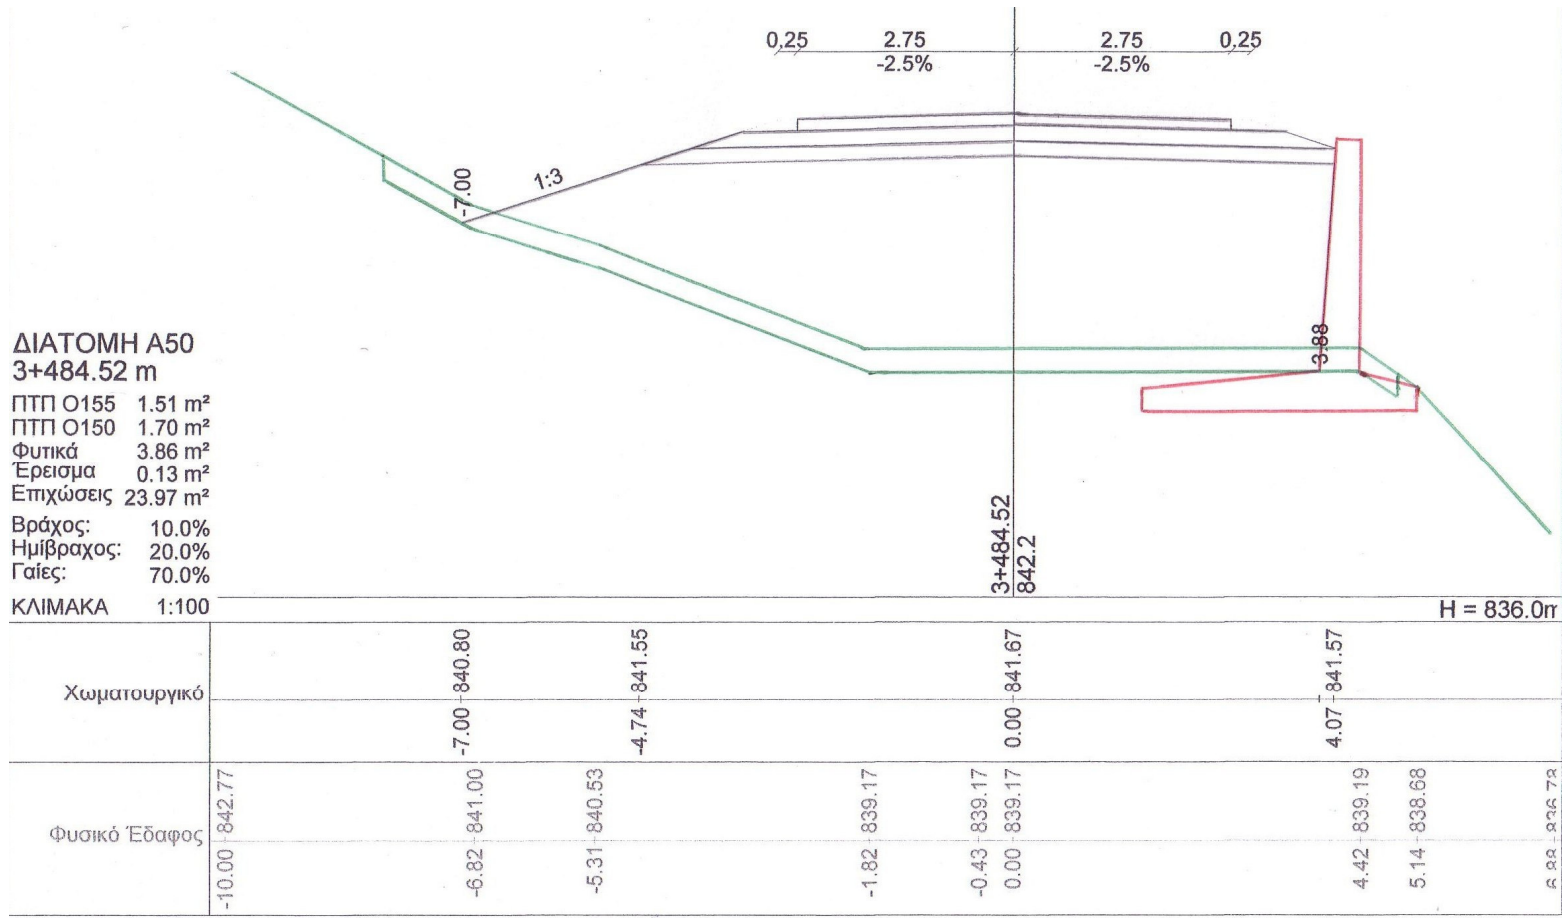 0,25 2.75 2.75 0,25
-2.5% -2.5%
-7.00
1:3
3.88
ΔΙΑΤΟΜΗ Α50
3+484.52 m
ΠΤΠ Ο155 1.51 m²
ΠΤΠ Ο150 1.70 m²
Φυτικά 3.86 m²
Έρεισμα 0.13 m²
Επιχώσεις 23.97 m²
Βράχος: 10.0%
Ημίβραχος: 20.0%
Γαίες: 70.0%
ΚΛΙΜΑΚΑ 1:100
3+484.52
842.2
H = 836.0m
Χωματουργικό
840.80 841.55 841.67 841.57
-7.00 -4.74 0.00 4.07
Φυσικό Έδαφος
842.77 841.00 840.53 839.17 839.17 839.17 839.19 838.68
-10.00 -6.82 -5.31 -1.82 -0.43 0.00 4.42 5.14